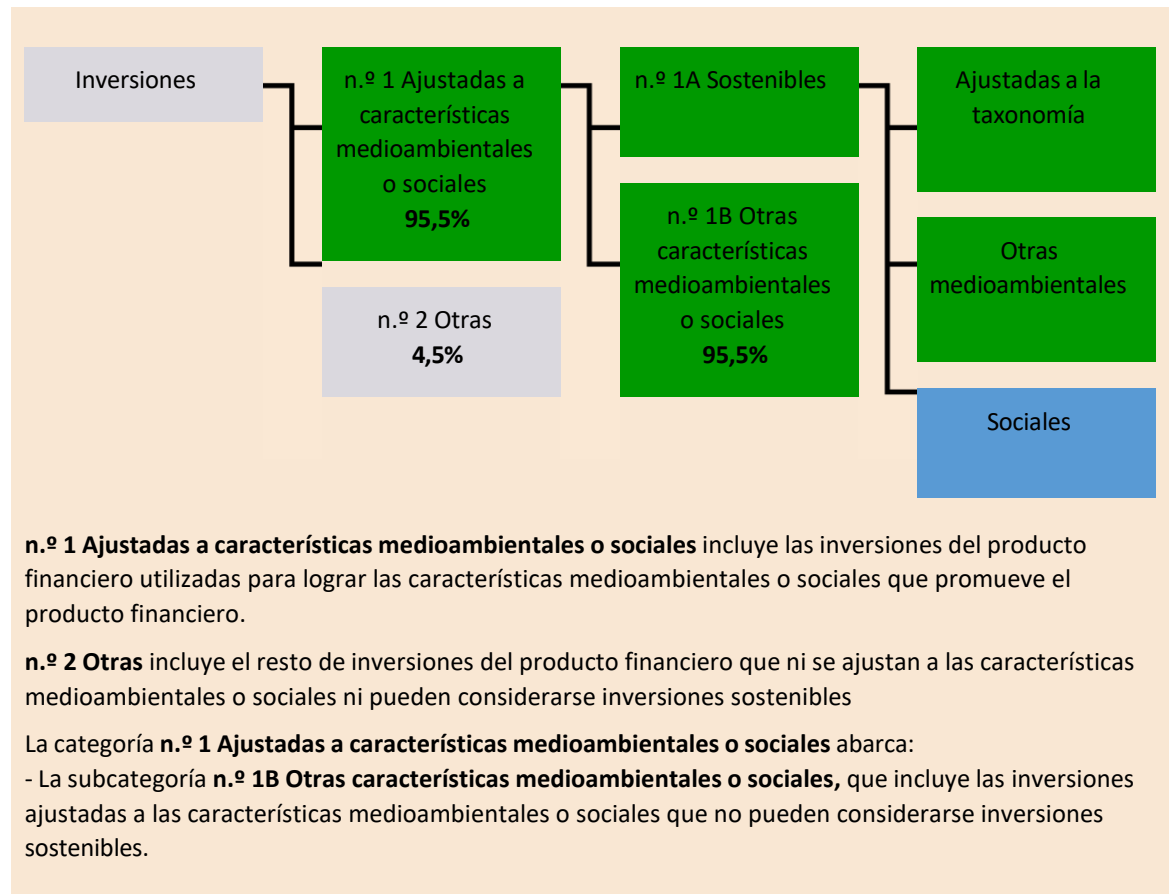 Inversiones
n.º 1 Ajustadas a
características
medioambientales
o sociales
95,5%
n.º 2 Otras
4,5%
n.º 1A Sostenibles
n.º 1B Otras
características
medioambientales
o sociales
95,5%
Ajustadas a la
taxonomía
Otras
medioambientales
Sociales
n.º 1 Ajustadas a características medioambientales o sociales incluye las inversiones del producto
financiero utilizadas para lograr las características medioambientales o sociales que promueve el
producto financiero.
n.º 2 Otras incluye el resto de inversiones del producto financiero que ni se ajustan a las características
medioambientales o sociales ni pueden considerarse inversiones sostenibles
La categoría n.º 1 Ajustadas a características medioambientales o sociales abarca:
- La subcategoría n.º 1B Otras características medioambientales o sociales, que incluye las inversiones
ajustadas a las características medioambientales o sociales que no pueden considerarse inversiones
sostenibles.